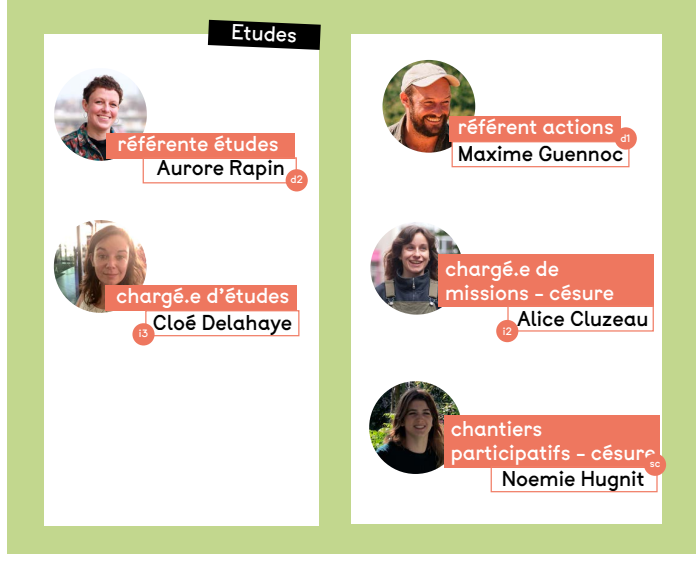 Etudes
référente études
Aurore Rapin
d2
chargé.e d'études
Cloé Delahaye
i3
référent actions
d1
Maxime Guennoc
chargé.e de
missions - césure
Alice Cluzeau
i2
chantiers
participatifs - césure
sc
Noemie Hugnit